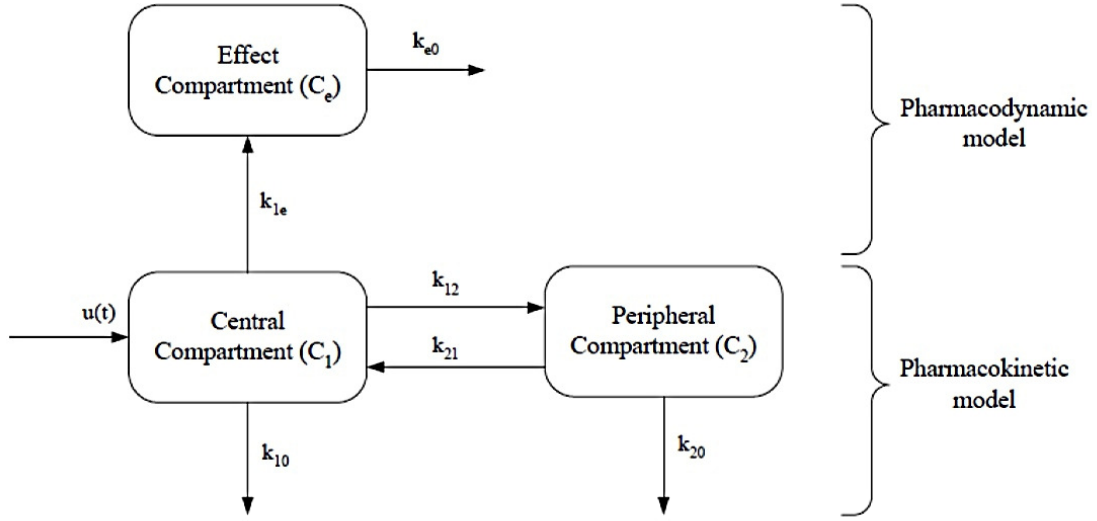 Effect
Compartment (Cₑ)
kₑ₀
Pharmacodynamic
model
k₁ₑ
u(t)
Central
Compartment (C₁)
k₁₂
k₂₁
Peripheral
Compartment (C₂)
Pharmacokinetic
model
k₁₀
k₂₀